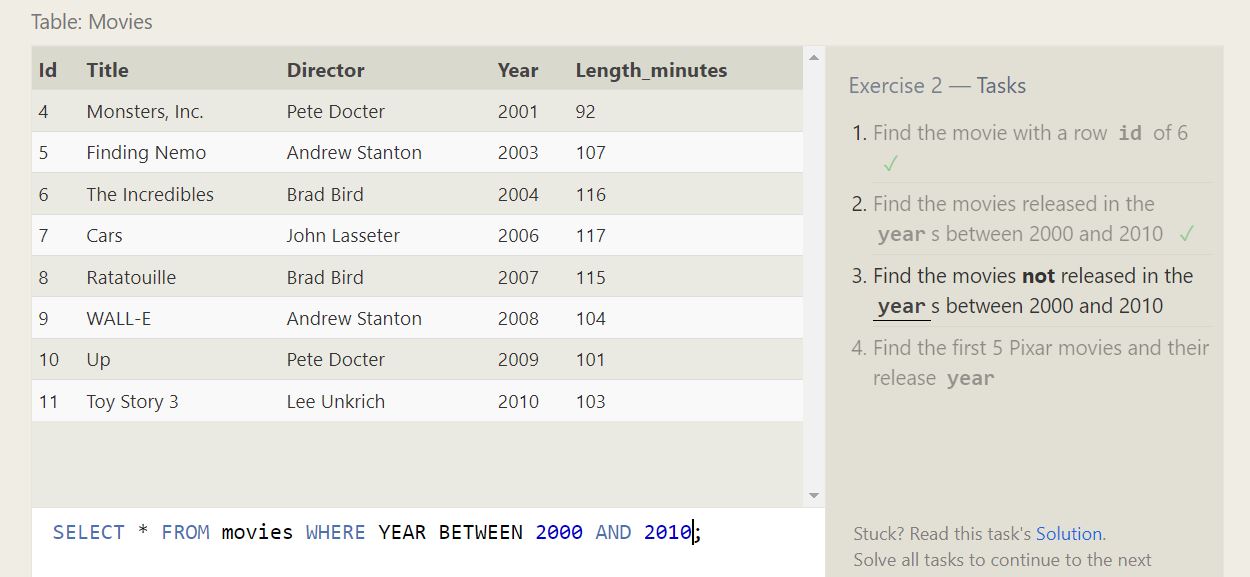 Table: Movies
Id Title Director Year Length_minutes
4 Monsters, Inc. Pete Docter 2001 92
5 Finding Nemo Andrew Stanton 2003 107
6 The Incredibles Brad Bird 2004 116
7 Cars John Lasseter 2006 117
8 Ratatouille Brad Bird 2007 115
9 WALL-E Andrew Stanton 2008 104
10 Up Pete Docter 2009 101
11 Toy Story 3 Lee Unkrich 2010 103
SELECT * FROM movies WHERE YEAR BETWEEN 2000 AND 2010;
Exercise 2 — Tasks
1. Find the movie with a row id of 6
✓
2. Find the movies released in the
year s between 2000 and 2010 ✓
3. Find the movies not released in the
year s between 2000 and 2010
4. Find the first 5 Pixar movies and their
release year
Stuck? Read this task's Solution.
Solve all tasks to continue to the next